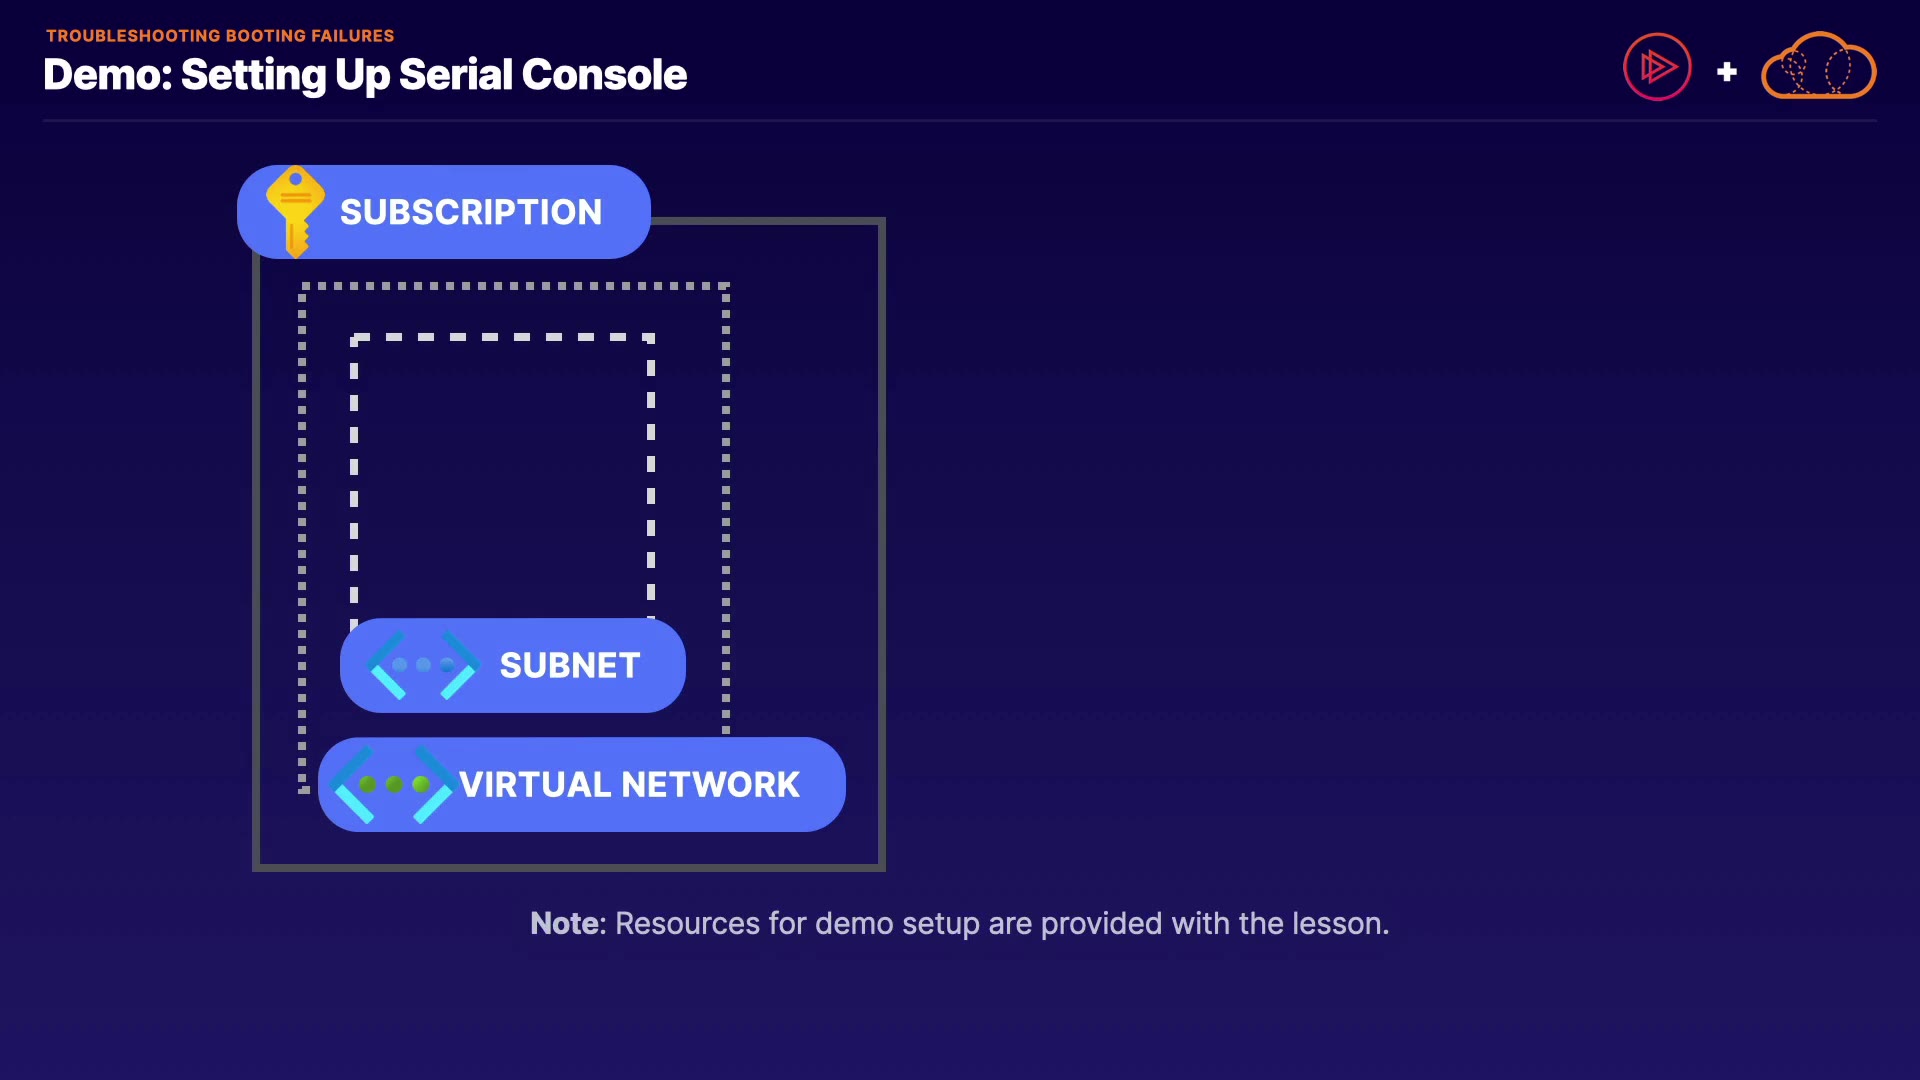 TROUBLESHOOTING BOOTING FAILURES
Demo: Setting Up Serial Console
SUBSCRIPTION
SUBNET
VIRTUAL NETWORK
Note: Resources for demo setup are provided with the lesson.